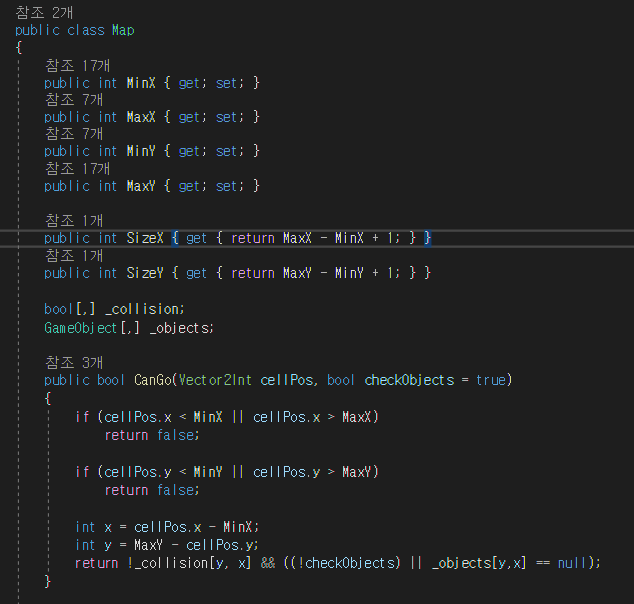 참조 2개
public class Map
{
참조 17개
public int MinX { get; set; }
참조 7개
public int MaxX { get; set; }
참조 7개
public int MinY { get; set; }
참조 17개
public int MaxY { get; set; }
참조 1개
public int SizeX { get { return MaxX - MinX + 1; } }
참조 1개
public int SizeY { get { return MaxY - MinY + 1; } }
bool[,] _collision;
GameObject[,] _objects;
참조 3개
public bool CanGo(Vector2Int cellPos, bool checkObjects = true)
{
if (cellPos.x < MinX || cellPos.x > MaxX)
return false;
if (cellPos.y < MinY || cellPos.y > MaxY)
return false;
int x = cellPos.x - MinX;
int y = MaxY - cellPos.y;
return !_collision[y, x] && ((!checkObjects) || _objects[y,x] == null);
}